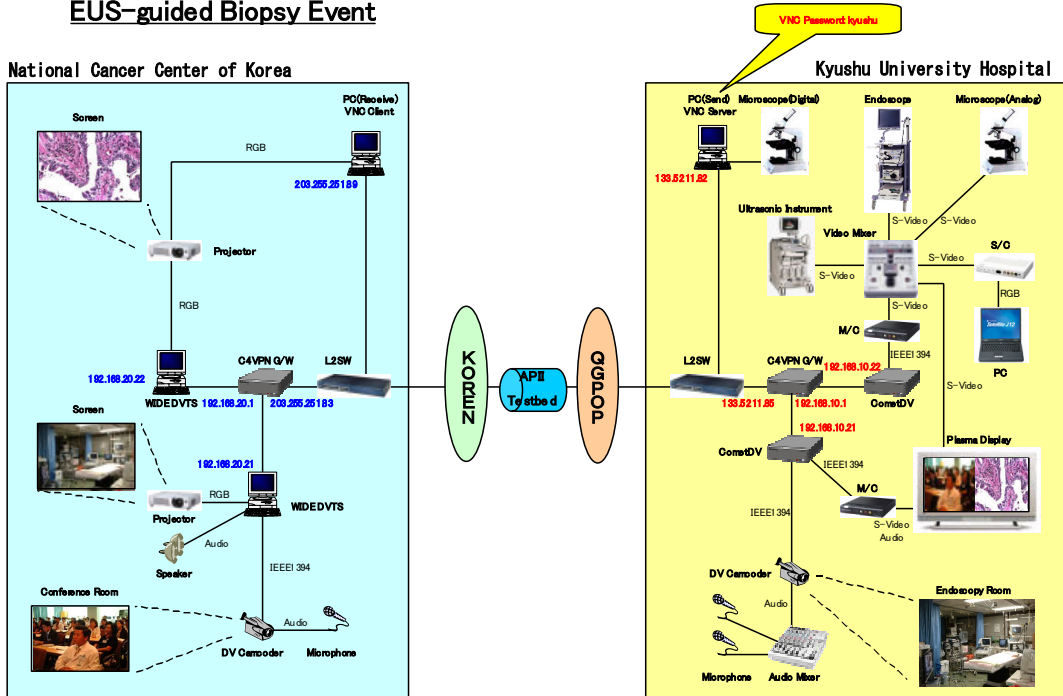 EUS-guided Biopsy Event
VNC Password: kyushu
National Cancer Center of Korea
Kyushu University Hospital
PC(Receive)
VNC Client
Screen
RGB
203.255.251.89
Projector
RGB
192.168.20.22
WIDE DVTS
C4VPN G/W
L2SW
192.168.20.1
203.255.251.83
Screen
192.168.20.21
RGB
WIDE DVTS
Projector
Audio
Speaker
IEEE1394
Conference Room
Audio
DV Camcoder
Microphone
KOREN
APII
Testbed
QGPOP
PC(Send)
VNC Server
Microscope(Digital)
Endoscope
Microscope(Analog)
133.5.211.82
Ultrasonic Instrument
S-Video
S-Video
Video Mixer
S/C
S-Video
S-Video
S-Video
RGB
M/C
IEEE1394
PC
L2SW
C4VPN G/W
192.168.10.22
S-Video
133.5.211.85
192.168.10.1
CometDV
192.168.10.21
CometDV
Plasma Display
IEEE1394
M/C
IEEE1394
S-Video
Audio
DV Camcoder
Endoscopy Room
Audio
Microphone
Audio Mixer